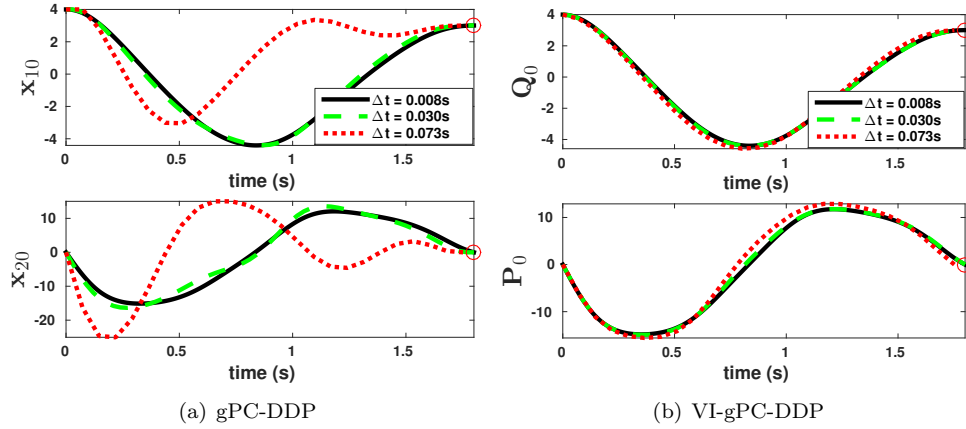 4
2
0
-2
-4
x10
Δt = 0.008s
Δt = 0.030s
Δt = 0.073s
0 0.5 1 1.5
time (s)
10
0
-10
-20
x20
0 0.5 1 1.5
time (s)
(a) gPC-DDP
4
2
0
-2
-4
Q0
Δt = 0.008s
Δt = 0.030s
Δt = 0.073s
0 0.5 1 1.5
time (s)
10
0
-10
P0
0 0.5 1 1.5
time (s)
(b) VI-gPC-DDP